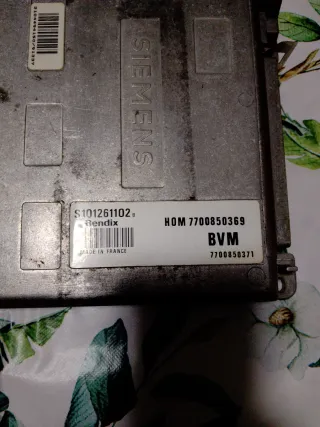 SIEMENS
S101261102
Bendix
MADE IN FRANCE
HOM 7700850369
BVM
7700850371